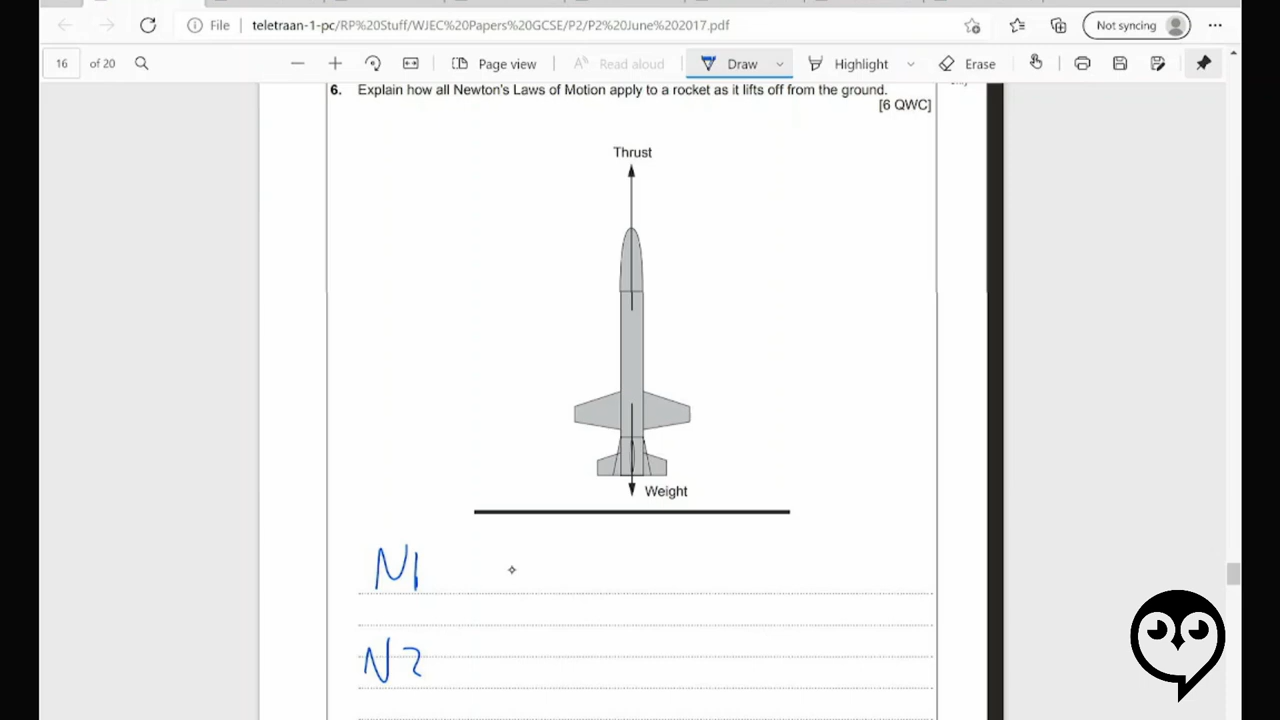 File
teletraan-1-pc/RP%20Stuff/WJEC%20Papers%20GCSE/P2/P2%20June%202017.pdf
Not syncing
16 of 20
Page view
Read aloud
Draw
Highlight
Erase
6. Explain how all Newton's Laws of Motion apply to a rocket as it lifts off from the ground.
[6 QWC]
Thrust
Weight
N1
N2